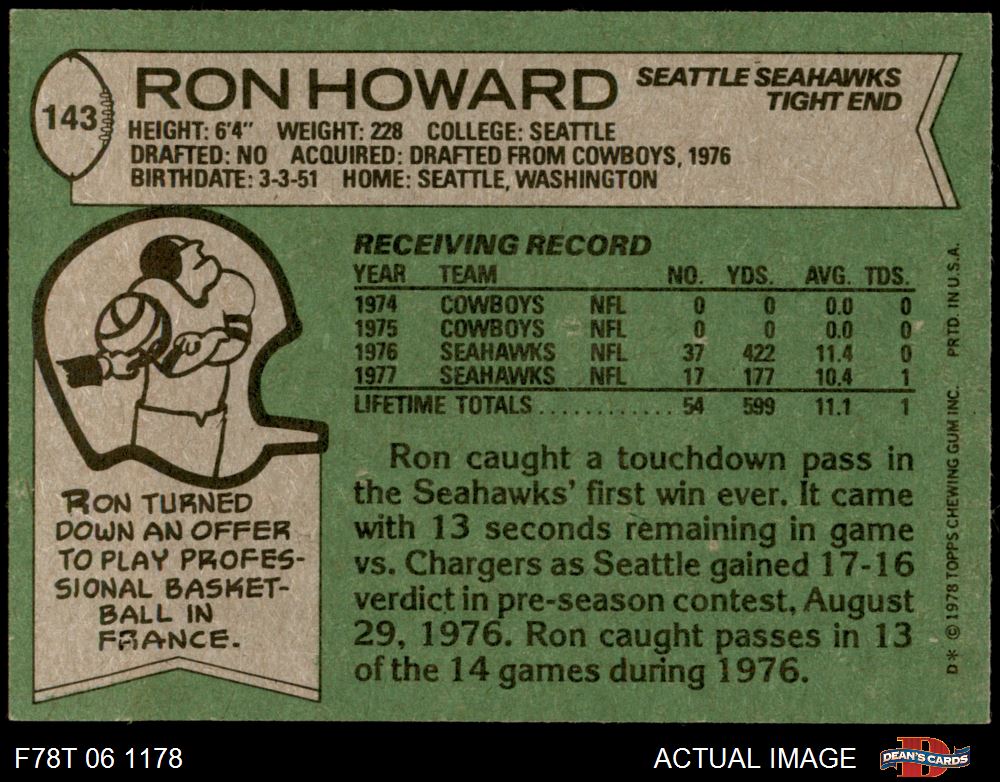 143
RON HOWARD
SEATTLE SEAHAWKS
TIGHT END
HEIGHT: 6'4" WEIGHT: 228 COLLEGE: SEATTLE
DRAFTED: NO ACQUIRED: DRAFTED FROM COWBOYS, 1976
BIRTHDATE: 3-3-51 HOME: SEATTLE, WASHINGTON
RON TURNED
DOWN AN OFFER
TO PLAY PROFES-
SIONAL BASKET-
BALL IN
FRANCE.
RECEIVING RECORD
YEAR TEAM NO. YDS. AVG. TDS.
1974 COWBOYS NFL 0 0 0.0 0
1975 COWBOYS NFL 0 0 0.0 0
1976 SEAHAWKS NFL 37 422 11.4 0
1977 SEAHAWKS NFL 17 177 10.4 1
LIFETIME TOTALS ............ 54 599 11.1 1
Ron caught a touchdown pass in
the Seahawks' first win ever. It came
with 13 seconds remaining in game
vs. Chargers as Seattle gained 17-16
verdict in pre-season contest, August
29, 1976. Ron caught passes in 13
of the 14 games during 1976.
D* © 1978 TOPPS CHEWING GUM INC. PRTD. IN U.S.A.
F78T 06 1178
ACTUAL IMAGE
DEAN'S CARDS